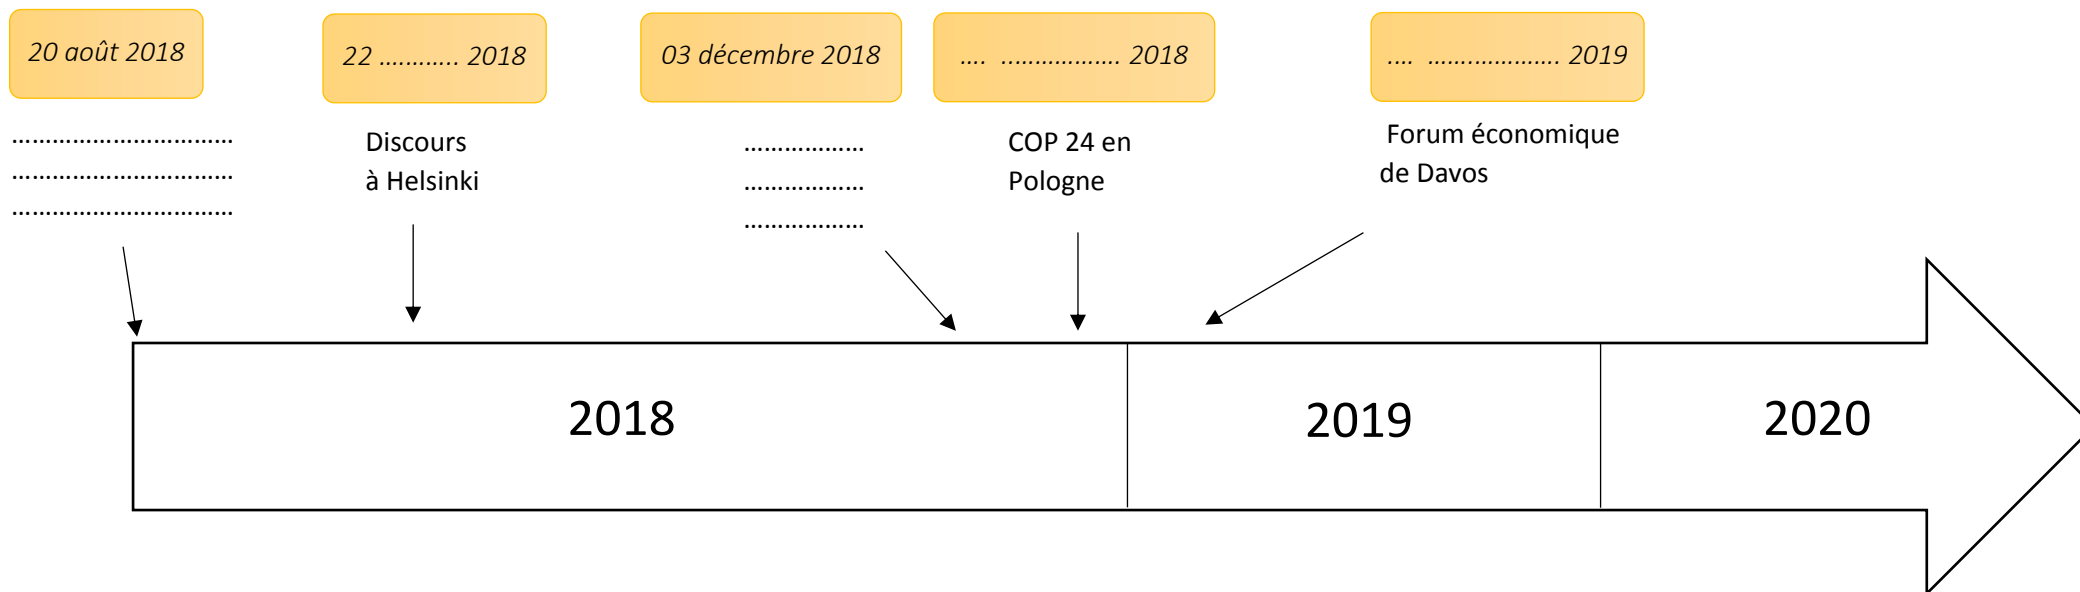 20 août 2018
22 ............ 2018
03 décembre 2018
.... .................. 2018
.... .................... 2019
.................................
.................................
.................................
Discours
à Helsinki
..................
..................
..................
COP 24 en
Pologne
Forum économique
de Davos
2018
2019
2020